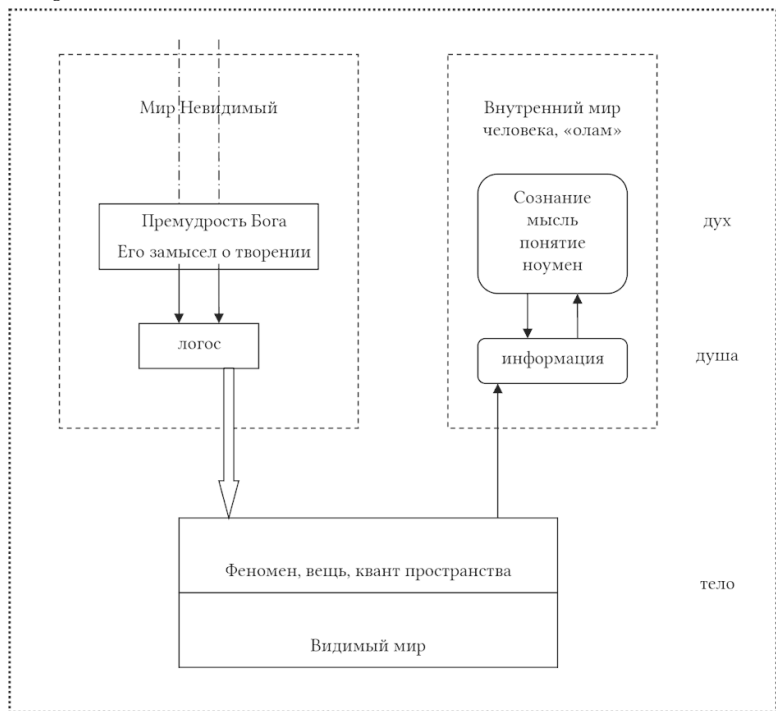 Мир Невидимый
Премудрость Бога
Его замысел о творении
логос
Внутренний мир
человека, «олам»
Сознание
мысль
понятие
ноумен
дух
информация
душа
Феномен, вещь, квант пространства
тело
Видимый мир